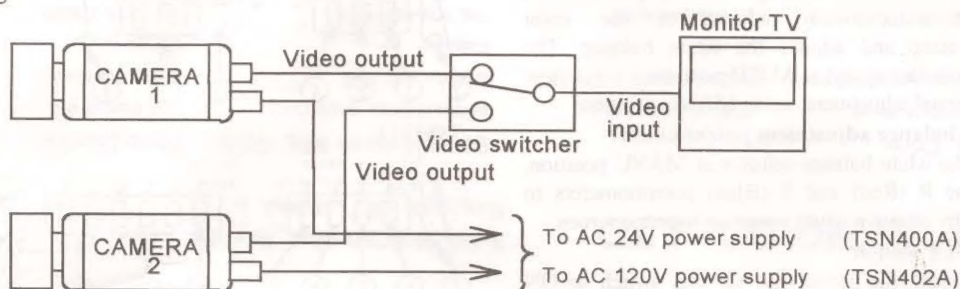 Monitor TV
CAMERA
1
Video output
Video
input
Video switcher
Video output
CAMERA
2
To AC 24V power supply (TSN400A)
To AC 120V power supply (TSN402A)